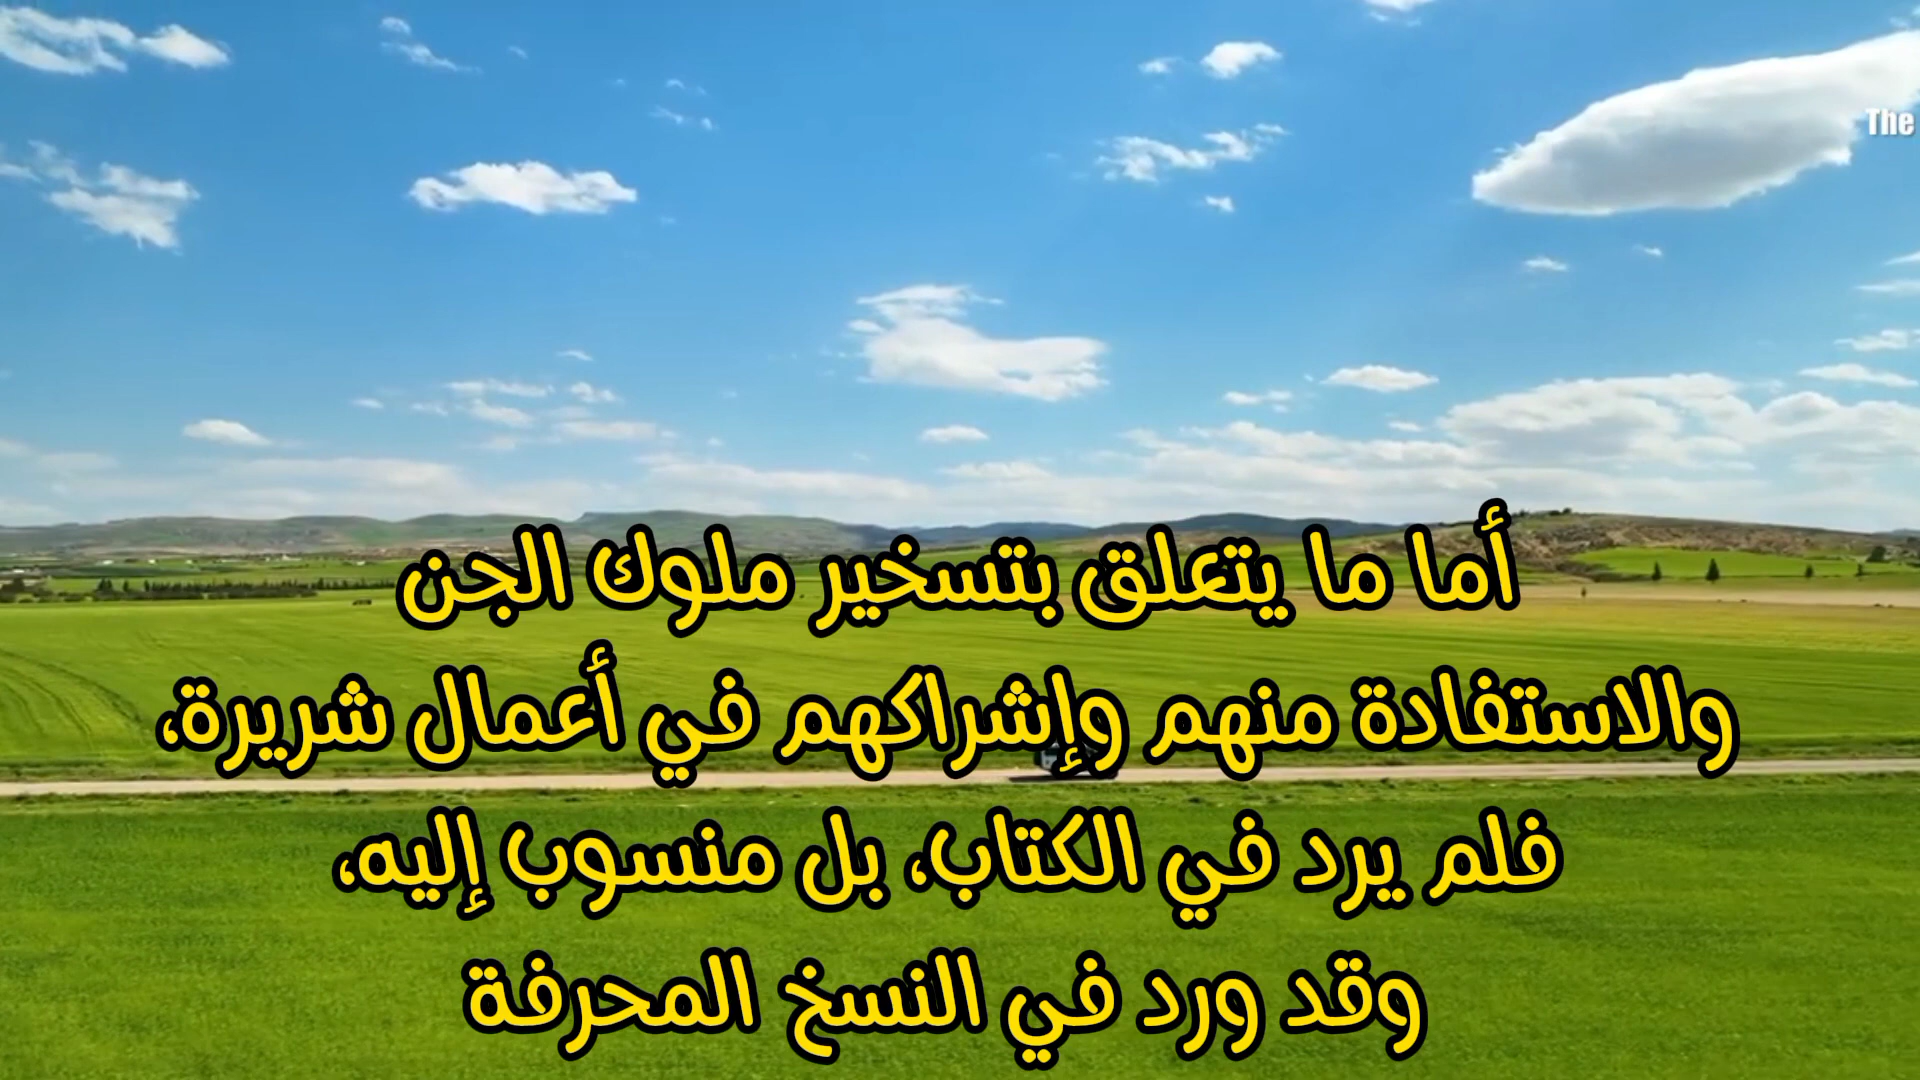 The
أما ما يتعلق بتسخير ملوك الجن
والاستفادة منهم وإشراكهم في أعمال شريرة،
فلم يرد في الكتاب، بل منسوب إليه،
وقد ورد في النسخ المحرفة